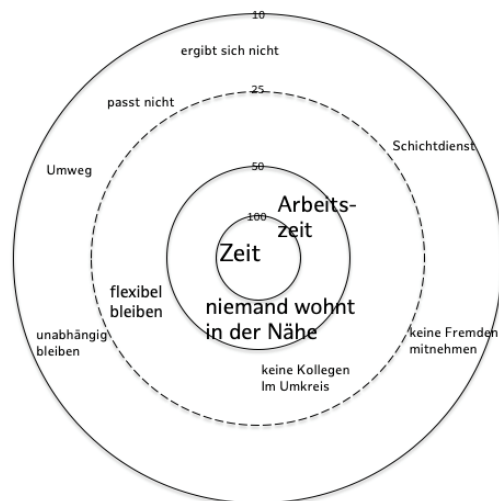 10
ergibt sich nicht
25
passt nicht
Schichtdienst
50
Umweg
Arbeits-
zeit
100
Zeit
flexibel
bleiben
niemand wohnt
in der Nähe
unabhängig
bleiben
keine Fremden
mitnehmen
keine Kollegen
Im Umkreis